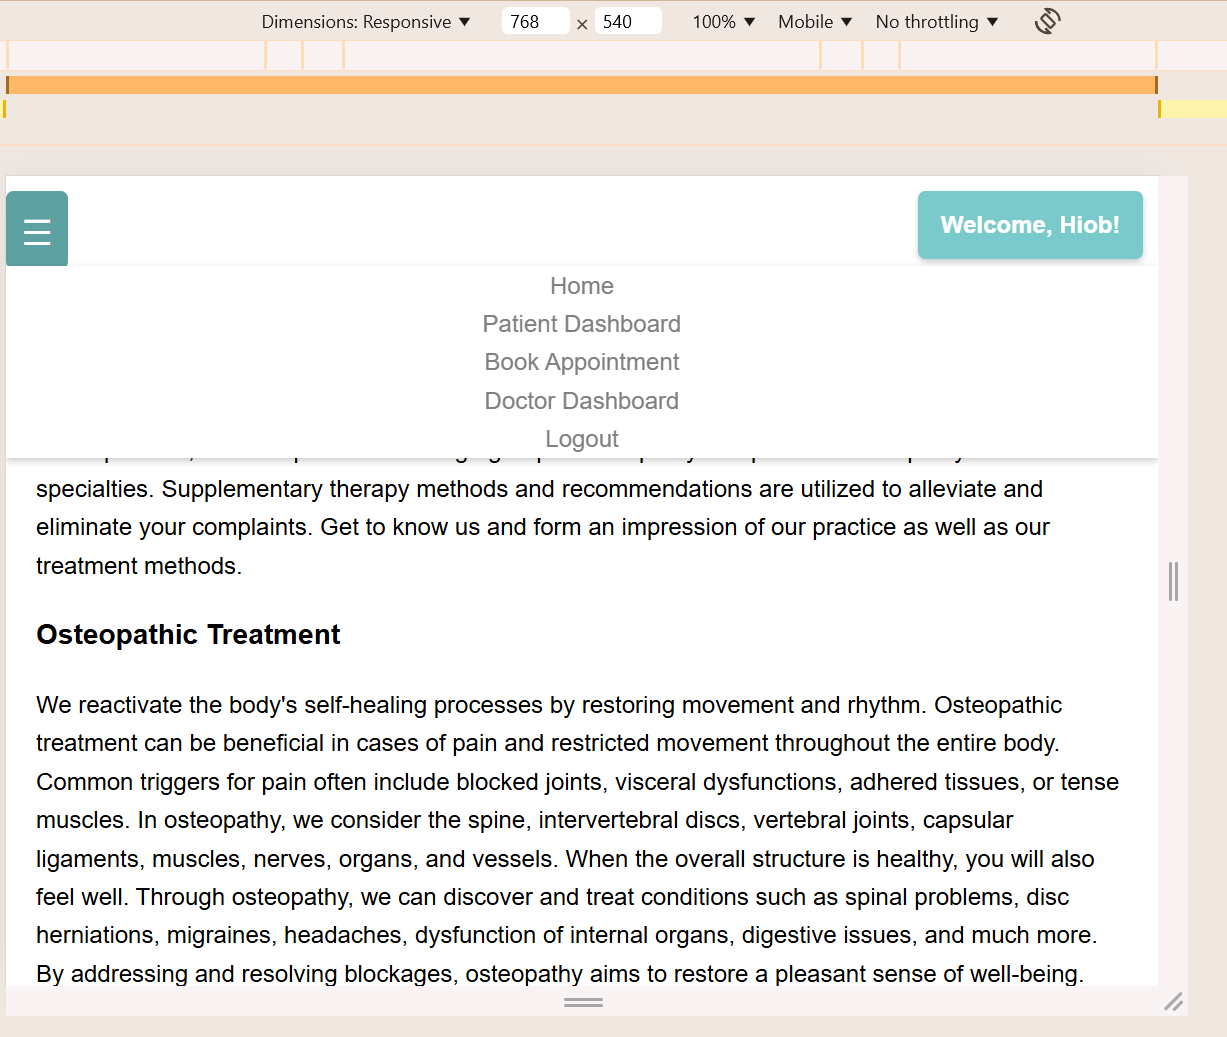 Dimensions: Responsive ▼ 768 × 540 100% ▼ Mobile ▼ No throttling ▼
Welcome, Hiob!
Home
Patient Dashboard
Book Appointment
Doctor Dashboard
Logout
specialties. Supplementary therapy methods and recommendations are utilized to alleviate and
eliminate your complaints. Get to know us and form an impression of our practice as well as our
treatment methods.
Osteopathic Treatment
We reactivate the body's self-healing processes by restoring movement and rhythm. Osteopathic
treatment can be beneficial in cases of pain and restricted movement throughout the entire body.
Common triggers for pain often include blocked joints, visceral dysfunctions, adhered tissues, or tense
muscles. In osteopathy, we consider the spine, intervertebral discs, vertebral joints, capsular
ligaments, muscles, nerves, organs, and vessels. When the overall structure is healthy, you will also
feel well. Through osteopathy, we can discover and treat conditions such as spinal problems, disc
herniations, migraines, headaches, dysfunction of internal organs, digestive issues, and much more.
By addressing and resolving blockages, osteopathy aims to restore a pleasant sense of well-being.